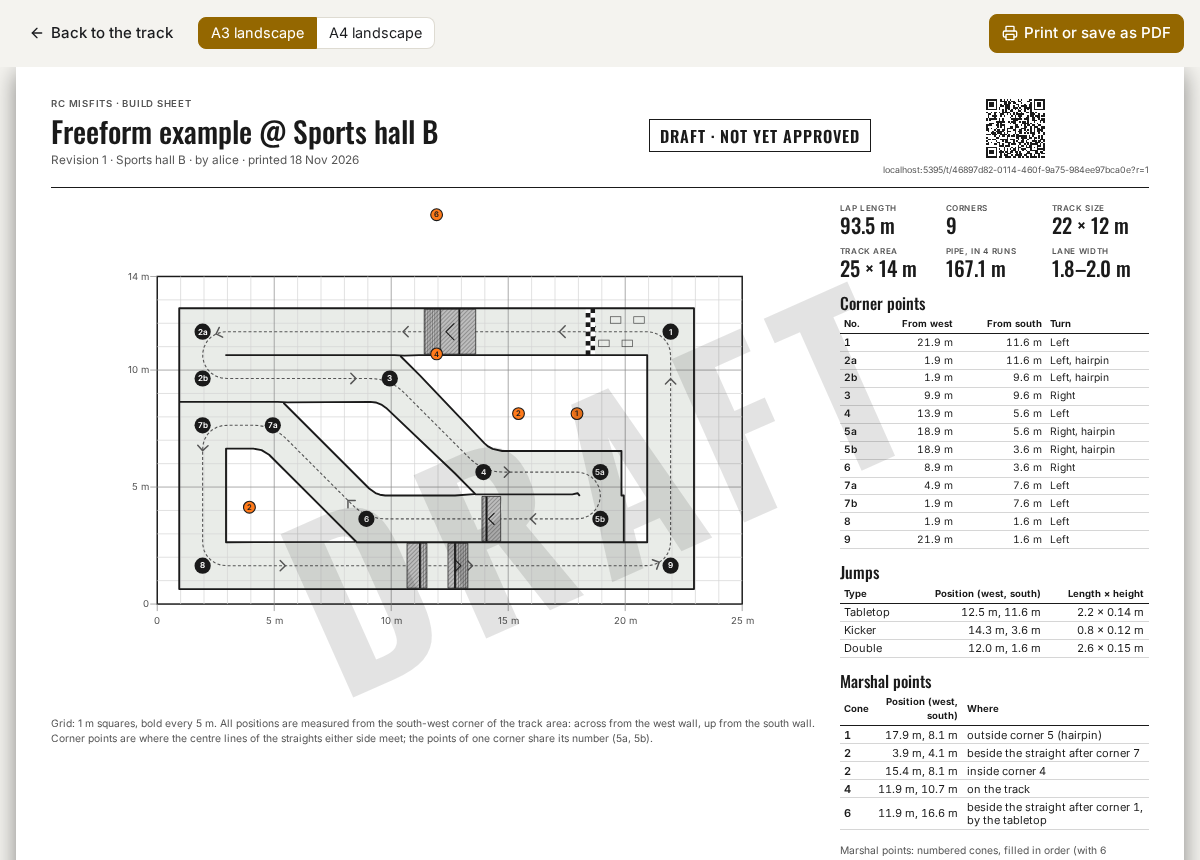 Back to the track
A3 landscape
A4 landscape
Print or save as PDF
RC MISFITS · BUILD SHEET
Freeform example @ Sports hall B
Revision 1 · Sports hall B · by alice · printed 18 Nov 2026
DRAFT · NOT YET APPROVED
localhost:5395/t/46897d82-0114-460f-9a75-984ee97bca0e?r=1
6
14 m
10 m
5 m
0
0
5 m
10 m
15 m
20 m
25 m
2a
1
4
2b
3
2
1
7b
7a
4
5a
2
6
5b
8
9
DRAFT
Grid: 1 m squares, bold every 5 m. All positions are measured from the south-west corner of the track area: across from the west wall, up from the south wall.
Corner points are where the centre lines of the straights either side meet; the points of one corner share its number (5a, 5b).
LAP LENGTH CORNERS TRACK SIZE
93.5 m 9 22 × 12 m
TRACK AREA PIPE, IN 4 RUNS LANE WIDTH
25 × 14 m 167.1 m 1.8–2.0 m
Corner points
No. From west From south Turn
1 21.9 m 11.6 m Left
2a 1.9 m 11.6 m Left, hairpin
2b 1.9 m 9.6 m Left, hairpin
3 9.9 m 9.6 m Right
4 13.9 m 5.6 m Left
5a 18.9 m 5.6 m Right, hairpin
5b 18.9 m 3.6 m Right, hairpin
6 8.9 m 3.6 m Right
7a 4.9 m 7.6 m Left
7b 1.9 m 7.6 m Left
8 1.9 m 1.6 m Left
9 21.9 m 1.6 m Left
Jumps
Type Position (west, south) Length × height
Tabletop 12.5 m, 11.6 m 2.2 × 0.14 m
Kicker 14.3 m, 3.6 m 0.8 × 0.12 m
Double 12.0 m, 1.6 m 2.6 × 0.15 m
Marshal points
Cone Position (west, south) Where
1 17.9 m, 8.1 m outside corner 5 (hairpin)
2 3.9 m, 4.1 m beside the straight after corner 7
2 15.4 m, 8.1 m inside corner 4
4 11.9 m, 10.7 m on the track
6 11.9 m, 16.6 m beside the straight after corner 1,
by the tabletop
Marshal points: numbered cones, filled in order (with 6